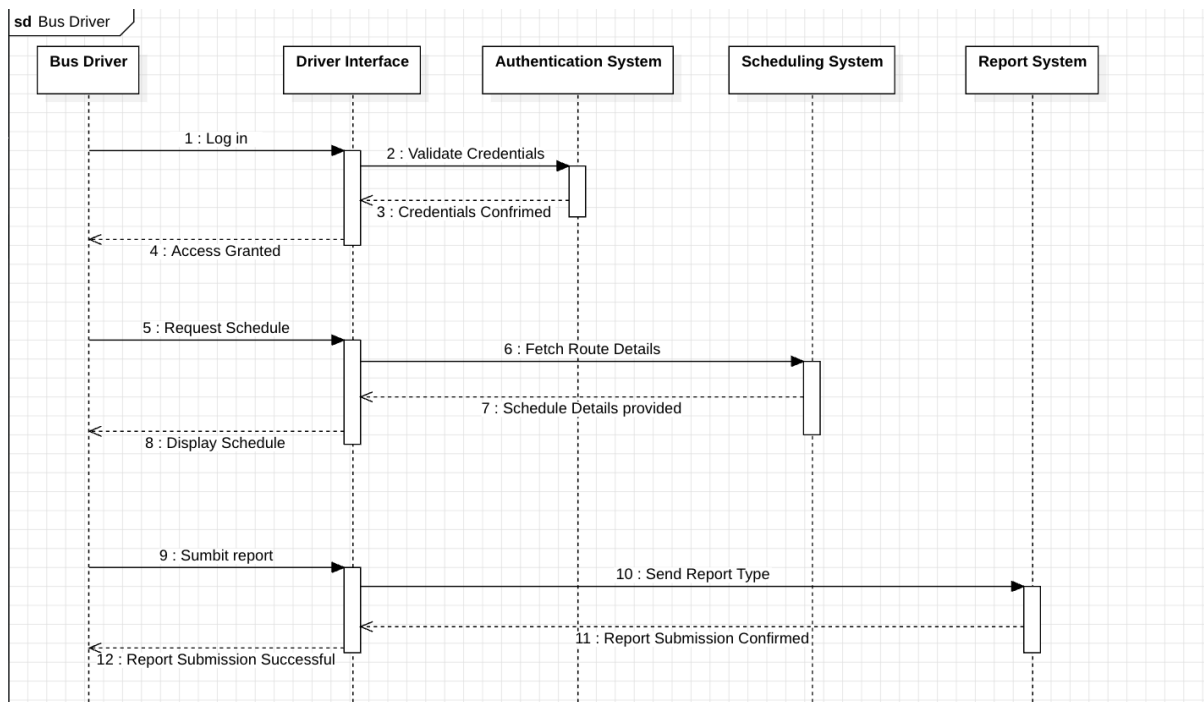 sd Bus Driver
Bus Driver
Driver Interface
Authentication System
Scheduling System
Report System
1 : Log in
2 : Validate Credentials
3 : Credentials Confrimed
4 : Access Granted
5 : Request Schedule
6 : Fetch Route Details
7 : Schedule Details provided
8 : Display Schedule
9 : Sumbit report
10 : Send Report Type
11 : Report Submission Confirmed
12 : Report Submission Successful